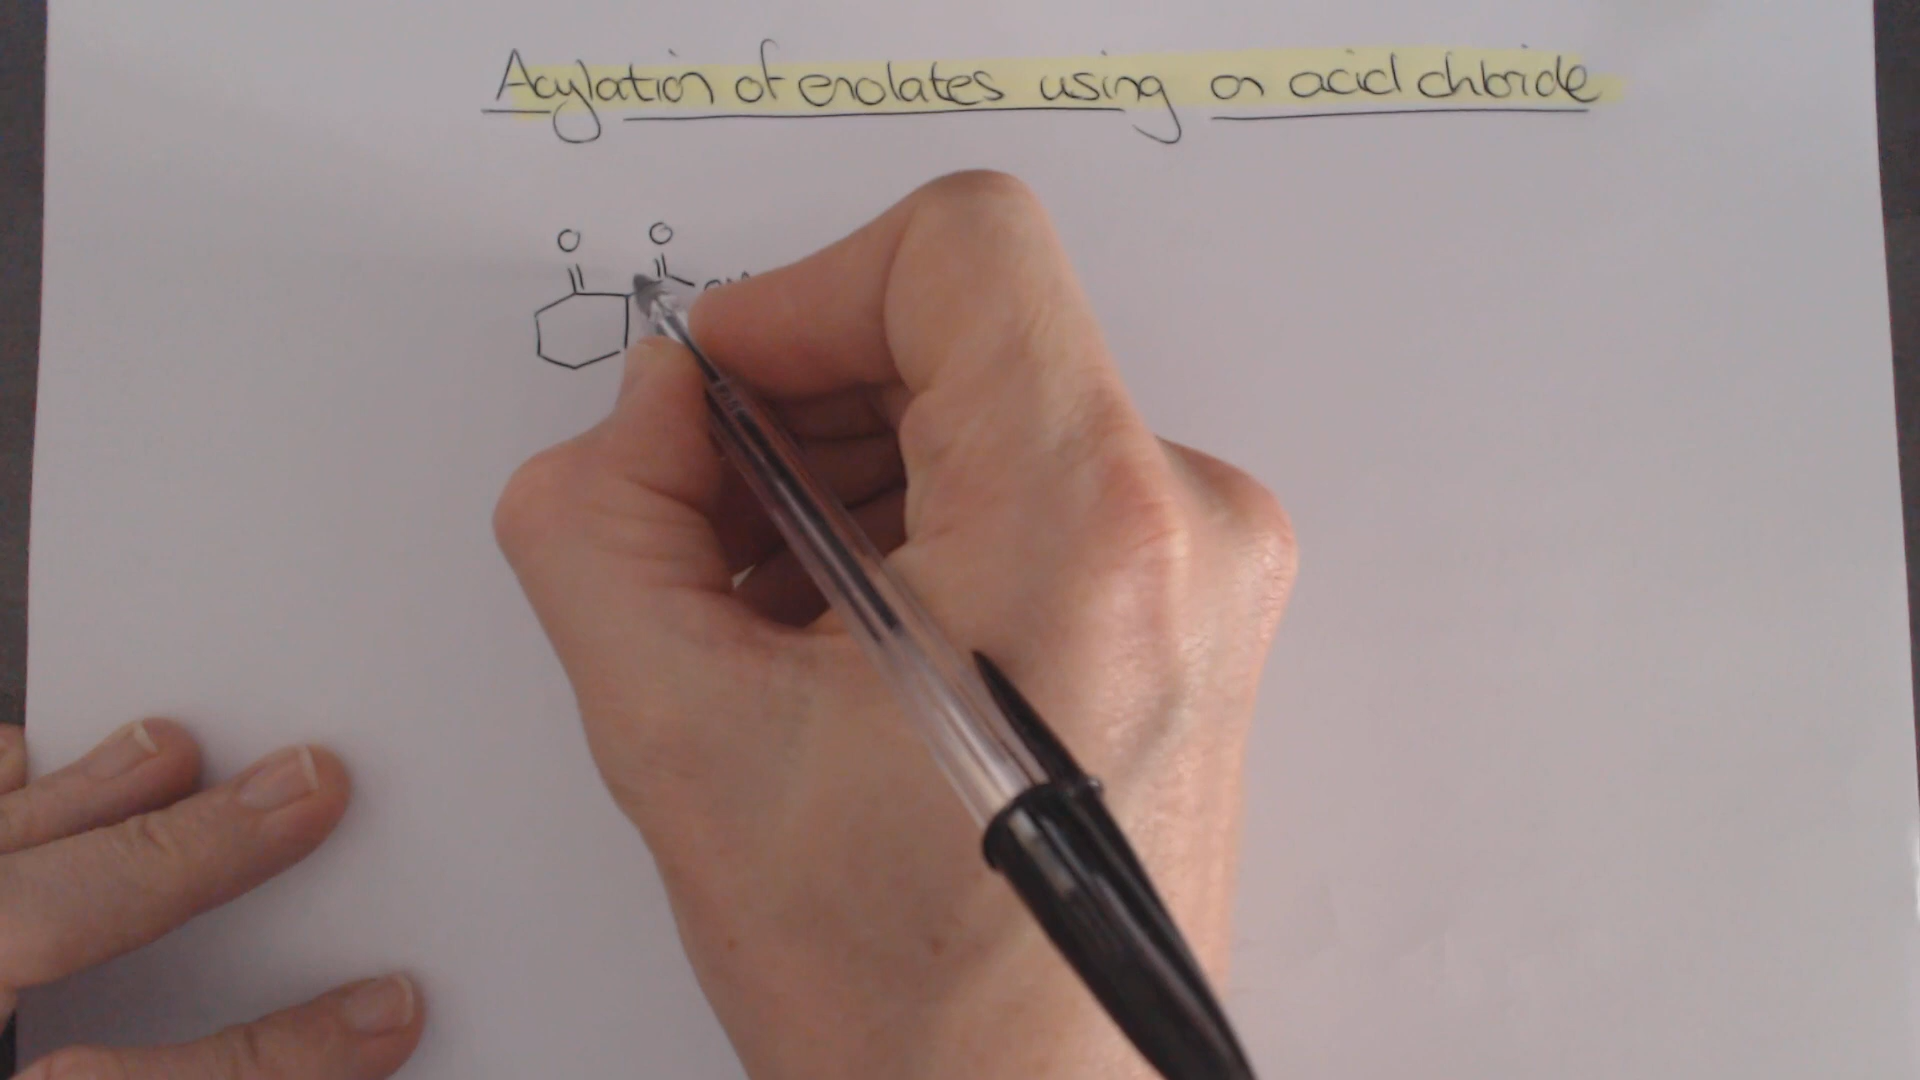 Acylation of enolates using an acid chloride
O O